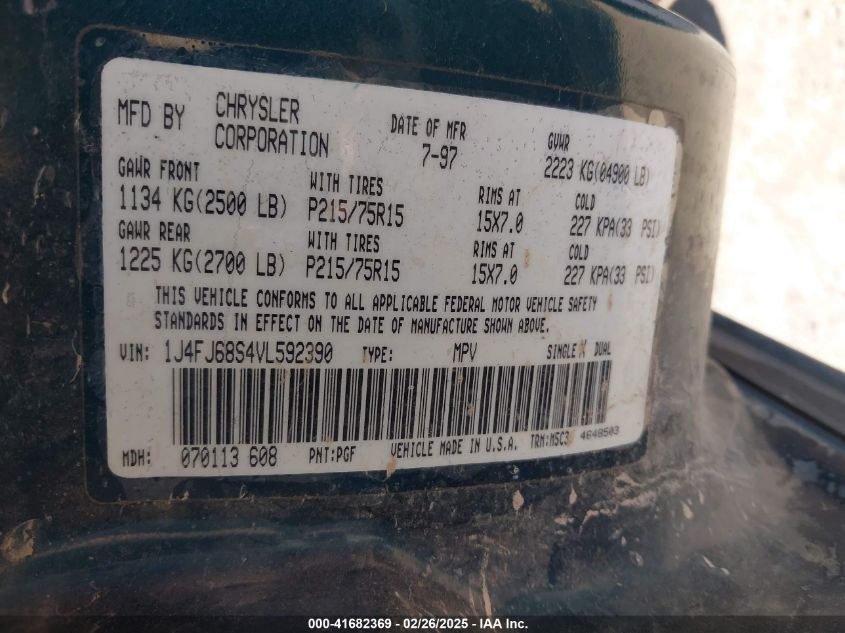 MFD BY CHRYSLER CORPORATION DATE OF MFR 7-97 GVWR 2223 KG(04900 LB)
GAWR FRONT WITH TIRES RIMS AT COLD
1134 KG(2500 LB) P215/75R15 15X7.0 227 KPA(33 PSI)
GAWR REAR WITH TIRES RIMS AT COLD
1225 KG(2700 LB) P215/75R15 15X7.0 227 KPA(33 PSI)
THIS VEHICLE CONFORMS TO ALL APPLICABLE FEDERAL MOTOR VEHICLE SAFETY
STANDARDS IN EFFECT ON THE DATE OF MANUFACTURE SHOWN ABOVE.
VIN: 1J4FJ68S4VL592390 TYPE: MPV SINGLE X DUAL
MDH: 070113 608 PNT:PGF VEHICLE MADE IN U.S.A. TRM:MSC3 4648503
000-41682369 - 02/26/2025 - IAAI.com